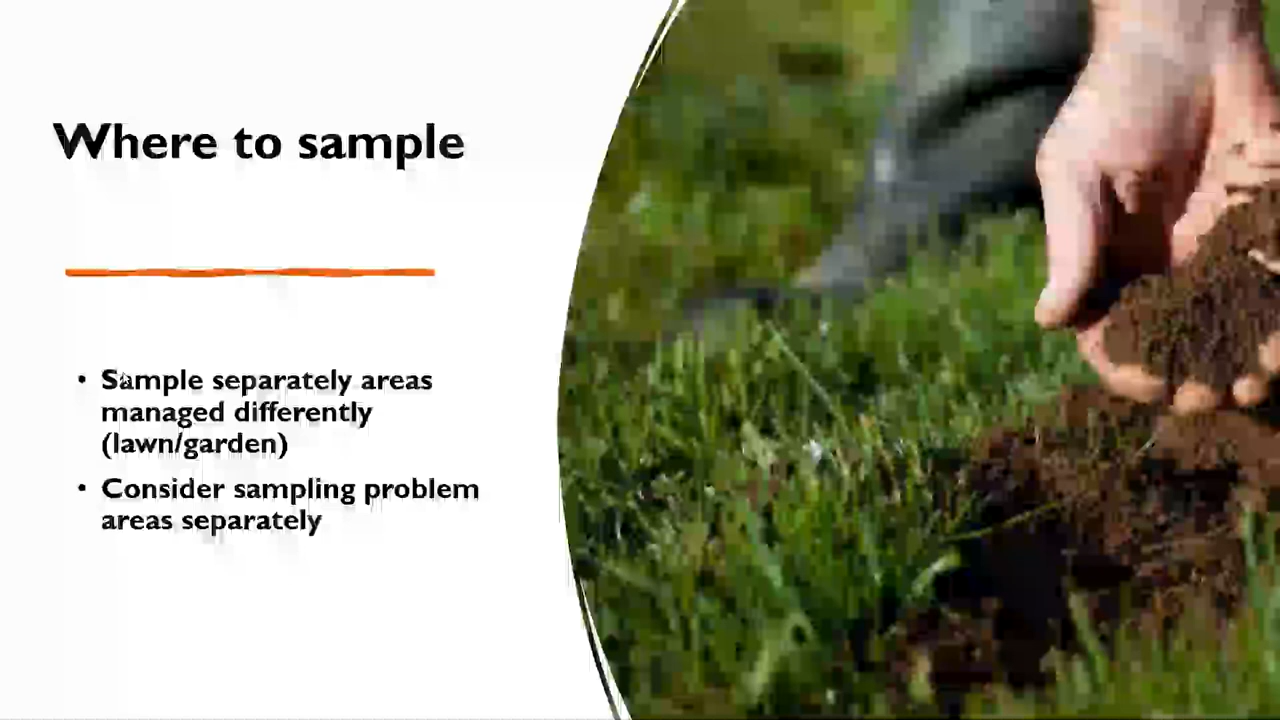 Where to sample
• Sample separately areas
managed differently
(lawn/garden)
• Consider sampling problem
areas separately